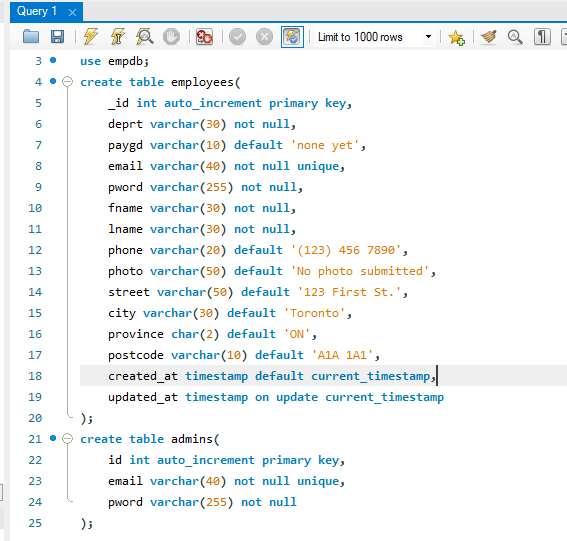 Query 1
Limit to 1000 rows
3 use empdb;
4 create table employees(
5 _id int auto_increment primary key,
6 deprt varchar(30) not null,
7 paygd varchar(10) default 'none yet',
8 email varchar(40) not null unique,
9 pword varchar(255) not null,
10 fname varchar(30) not null,
11 lname varchar(30) not null,
12 phone varchar(20) default '(123) 456 7890',
13 photo varchar(50) default 'No photo submitted',
14 street varchar(50) default '123 First St.',
15 city varchar(30) default 'Toronto',
16 province char(2) default 'ON',
17 postcode varchar(10) default 'A1A 1A1',
18 created_at timestamp default current_timestamp,
19 updated_at timestamp on update current_timestamp
20 );
21 create table admins(
22 id int auto_increment primary key,
23 email varchar(40) not null unique,
24 pword varchar(255) not null
25 );